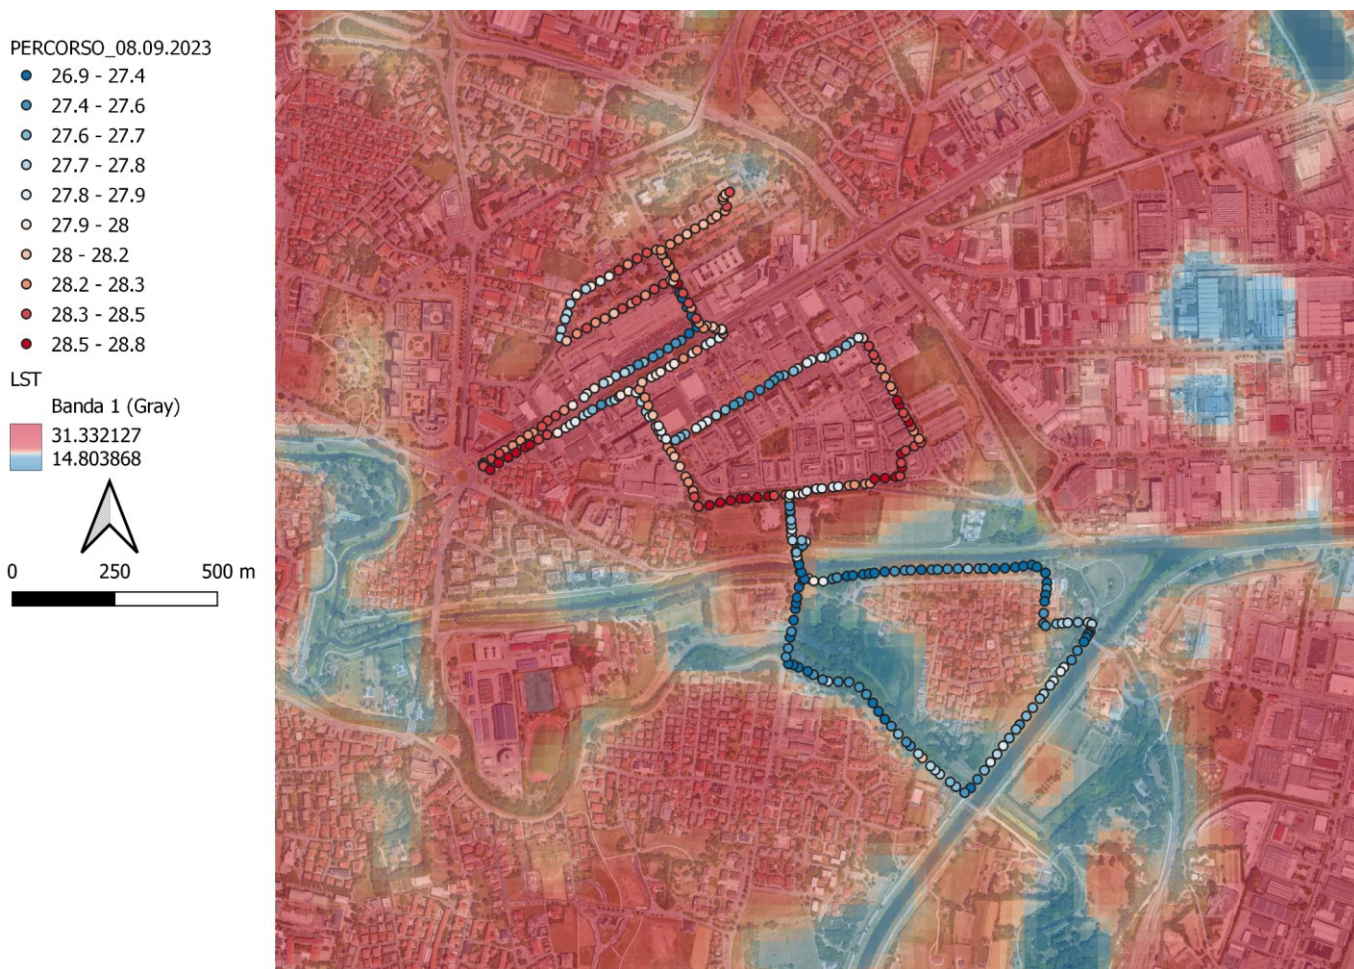 PERCORSO_08.09.2023
26.9 - 27.4
27.4 - 27.6
27.6 - 27.7
27.7 - 27.8
27.8 - 27.9
27.9 - 28
28 - 28.2
28.2 - 28.3
28.3 - 28.5
28.5 - 28.8
LST
Banda 1 (Gray)
31.332127
14.803868
0 250 500 m